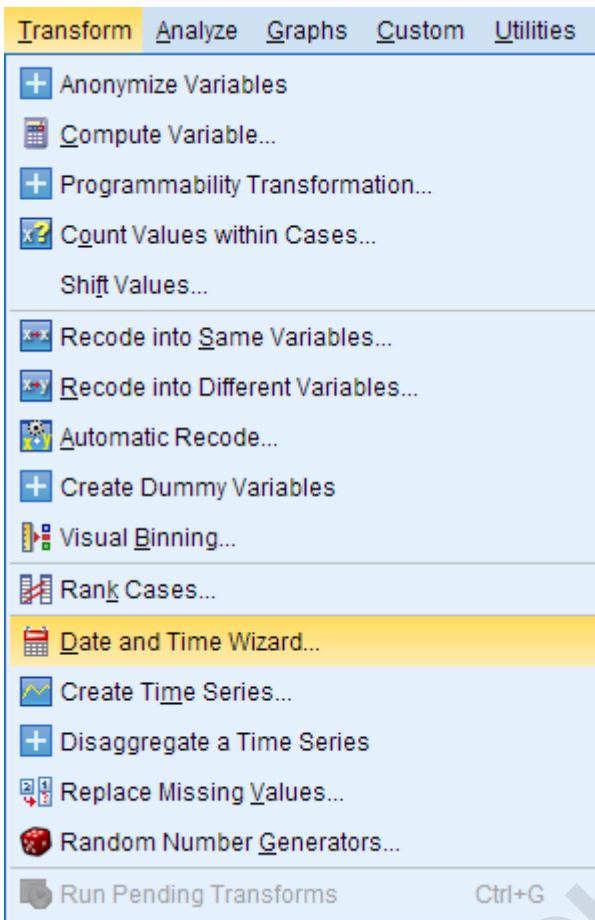 Transform Analyze Graphs Custom Utilities
Anonymize Variables
Compute Variable...
Programmability Transformation...
Count Values within Cases...
Shift Values...
Recode into Same Variables...
Recode into Different Variables...
Automatic Recode...
Create Dummy Variables
Visual Binning...
Rank Cases...
Date and Time Wizard...
Create Time Series...
Disaggregate a Time Series
Replace Missing Values...
Random Number Generators...
Run Pending Transforms Ctrl+G